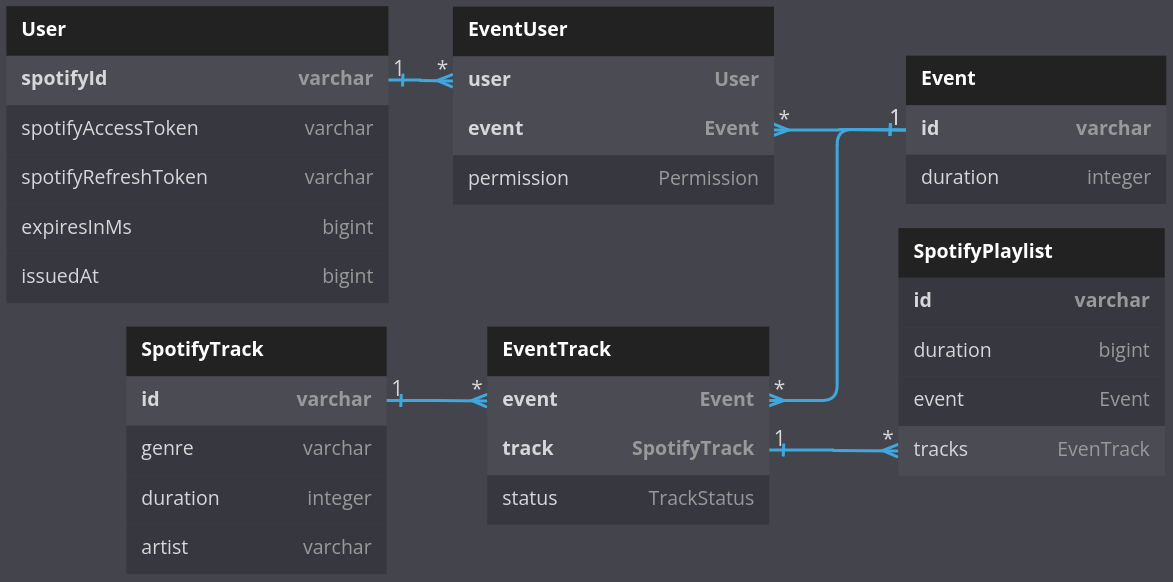 User
spotifyId varchar
spotifyAccessToken varchar
spotifyRefreshToken varchar
expiresInMs bigint
issuedAt bigint
1 *
EventUser
user User
event Event
permission Permission
* 1
Event
id varchar
duration integer
SpotifyPlaylist
id varchar
duration bigint
event Event
tracks EvenTrack
SpotifyTrack
id varchar
genre varchar
duration integer
artist varchar
1 *
EventTrack
event Event
track SpotifyTrack
status TrackStatus
*
1 *